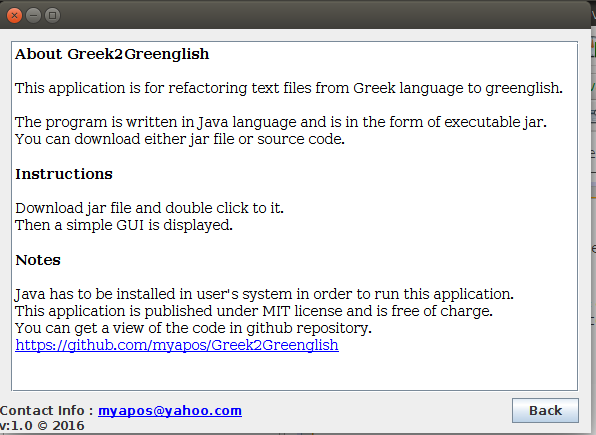 About Greek2Greenglish
This application is for refactoring text files from Greek language to greenglish.
The program is written in Java language and is in the form of executable jar.
You can download either jar file or source code.
Instructions
Download jar file and double click to it.
Then a simple GUI is displayed.
Notes
Java has to be installed in user's system in order to run this application.
This application is published under MIT license and is free of charge.
You can get a view of the code in github repository.
https://github.com/myapos/Greek2Greenglish
Contact Info : myapos@yahoo.com
v:1.0 © 2016
Back